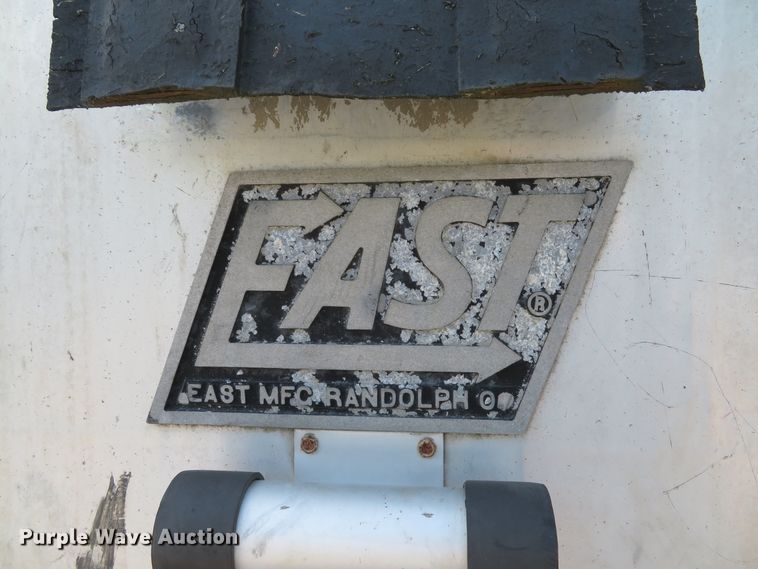 EAST®
EAST MFG RANDOLPH O
Purple Wave Auction